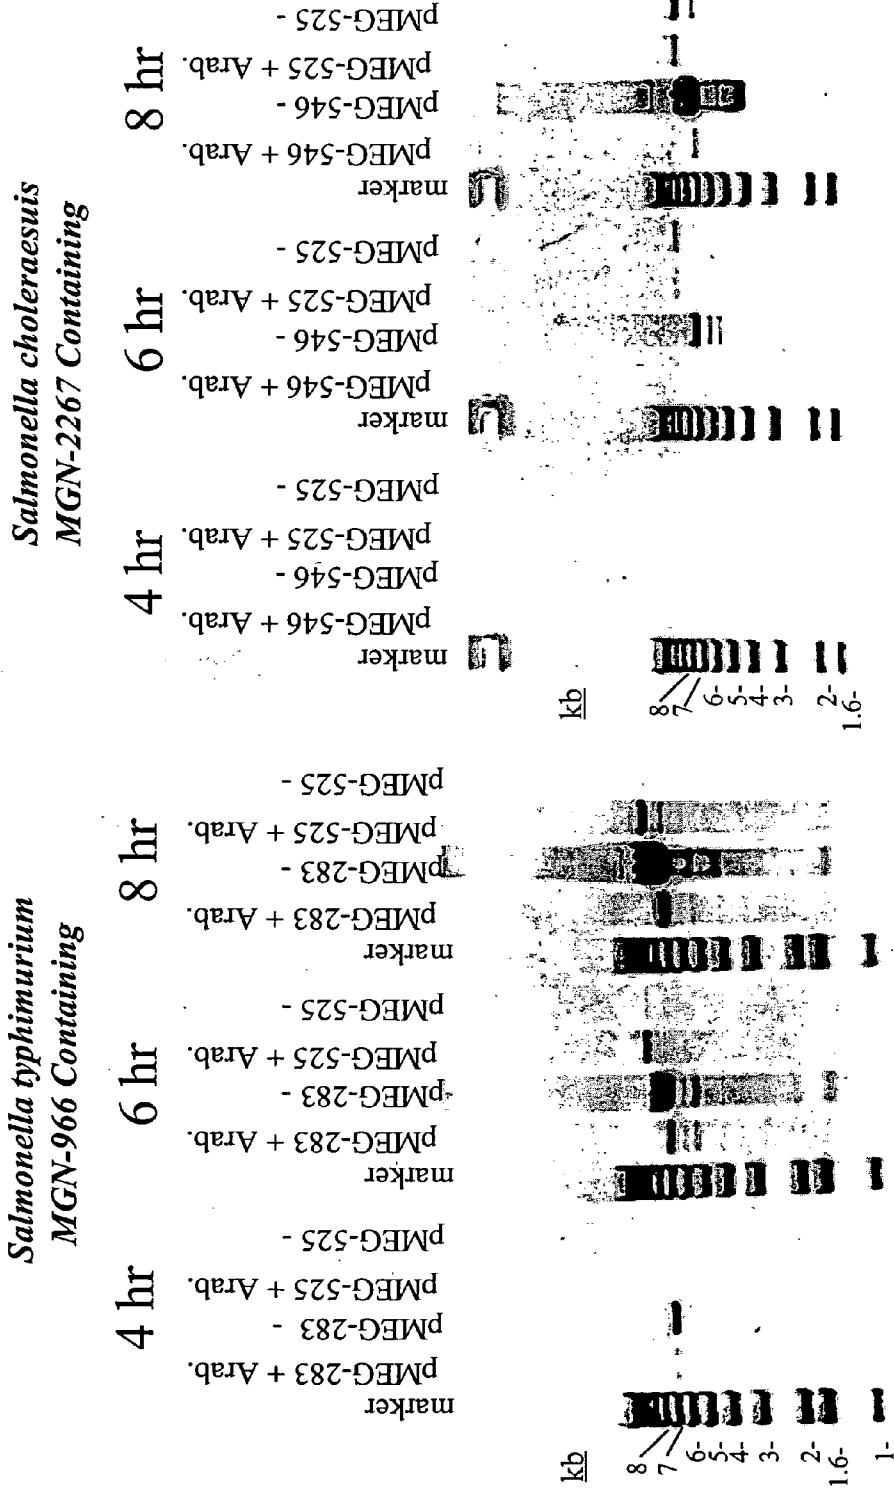 Salmonella typhimurium
MGN-966 Containing
4 hr
6 hr
8 hr
marker
pMEG-283 + Arab.
pMEG-283 -
pMEG-525 + Arab.
pMEG-525 -
marker
pMEG-283 + Arab.
pMEG-283 -
pMEG-525 + Arab.
pMEG-525 -
marker
pMEG-283 + Arab.
pMEG-283 -
pMEG-525 + Arab.
pMEG-525 -
kb
8
7
6-
5-
4-
3-
2-
1.6-
1-
Salmonella choleraesuis
MGN-2267 Containing
4 hr
6 hr
8 hr
marker
pMEG-546 + Arab.
pMEG-546 -
pMEG-525 + Arab.
pMEG-525 -
marker
pMEG-546 + Arab.
pMEG-546 -
pMEG-525 + Arab.
pMEG-525 -
marker
pMEG-546 + Arab.
pMEG-546 -
pMEG-525 + Arab.
pMEG-525 -
kb
8
7
6-
5-
4-
3-
2-
1.6-